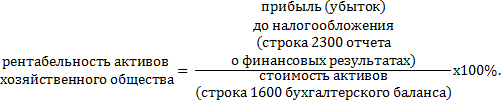 прибыль (убыток)
до налогообложения
(строка 2300 отчета
о финансовых результатах)
рентабельность активов
хозяйственного общества
=
стоимость активов
(строка 1600 бухгалтерского баланса)
х100%.